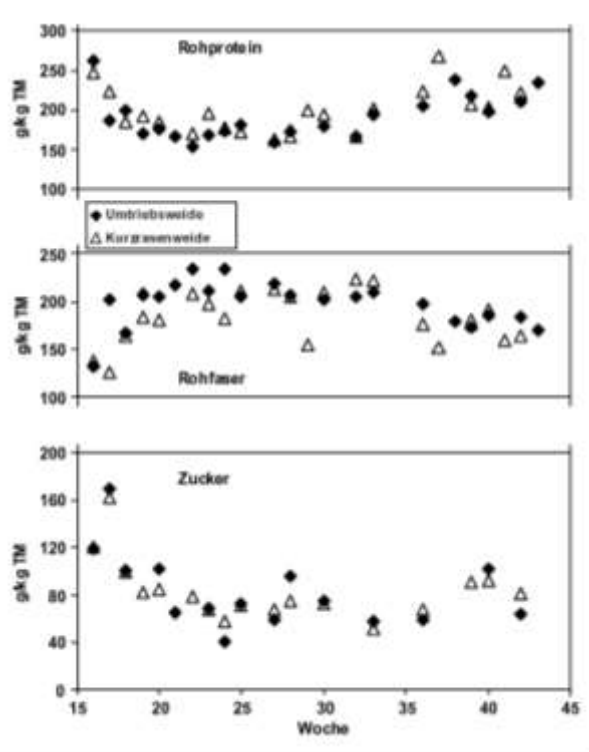 300
Rohprotein
250
g/kg TM
200
150
100
Umtriebsweide
Kurzrasenweide
250
200
g/kg TM
150
Rohfaser
100
200
Zucker
160
120
g/kg TM
80
40
0
15 20 25 30 35 40 45
Woche